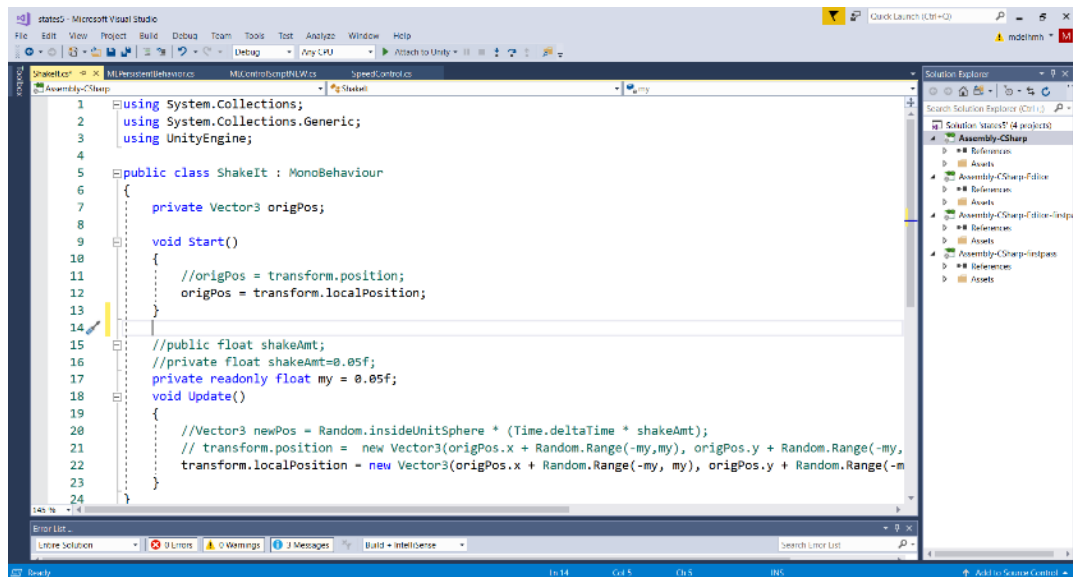 states5 - Microsoft Visual Studio
Quick Launch (Ctrl+Q)
File Edit View Project Build Debug Team Tools Test Analyze Window Help
mdelhmh
M
Debug
Any CPU
Attach to Unity
Toolbox
ShakeIt.cs*
MLPersistentBehavior.cs
MLControlScriptNEW.cs
SpeedControl.cs
Assembly-CSharp
ShakeIt
my
1 using System.Collections;
2 using System.Collections.Generic;
3 using UnityEngine;
4
5 public class ShakeIt : MonoBehaviour
6 {
7 private Vector3 origPos;
8
9 void Start()
10 {
11 //origPos = transform.position;
12 origPos = transform.localPosition;
13 }
14
15 //public float shakeAmt;
16 //private float shakeAmt=0.05f;
17 private readonly float my = 0.05f;
18 void Update()
19 {
20 //Vector3 newPos = Random.insideUnitSphere * (Time.deltaTime * shakeAmt);
21 // transform.position = new Vector3(origPos.x + Random.Range(-my,my), origPos.y + Random.Range(-my,
22 transform.localPosition = new Vector3(origPos.x + Random.Range(-my, my), origPos.y + Random.Range(-m
23 }
24 }
145 %
Solution Explorer
Search Solution Explorer (Ctrl+;)
Solution 'states5' (4 projects)
Assembly-CSharp
References
Assets
Assembly-CSharp-Editor
References
Assets
Assembly-CSharp-Editor-firstpa
References
Assets
Assembly-CSharp-firstpass
References
Assets
Error List ...
Entire Solution
0 Errors
0 Warnings
3 Messages
Build + IntelliSense
Search Error List
Ready
Ln 14
Col 5
Ch 5
INS
Add to Source Control